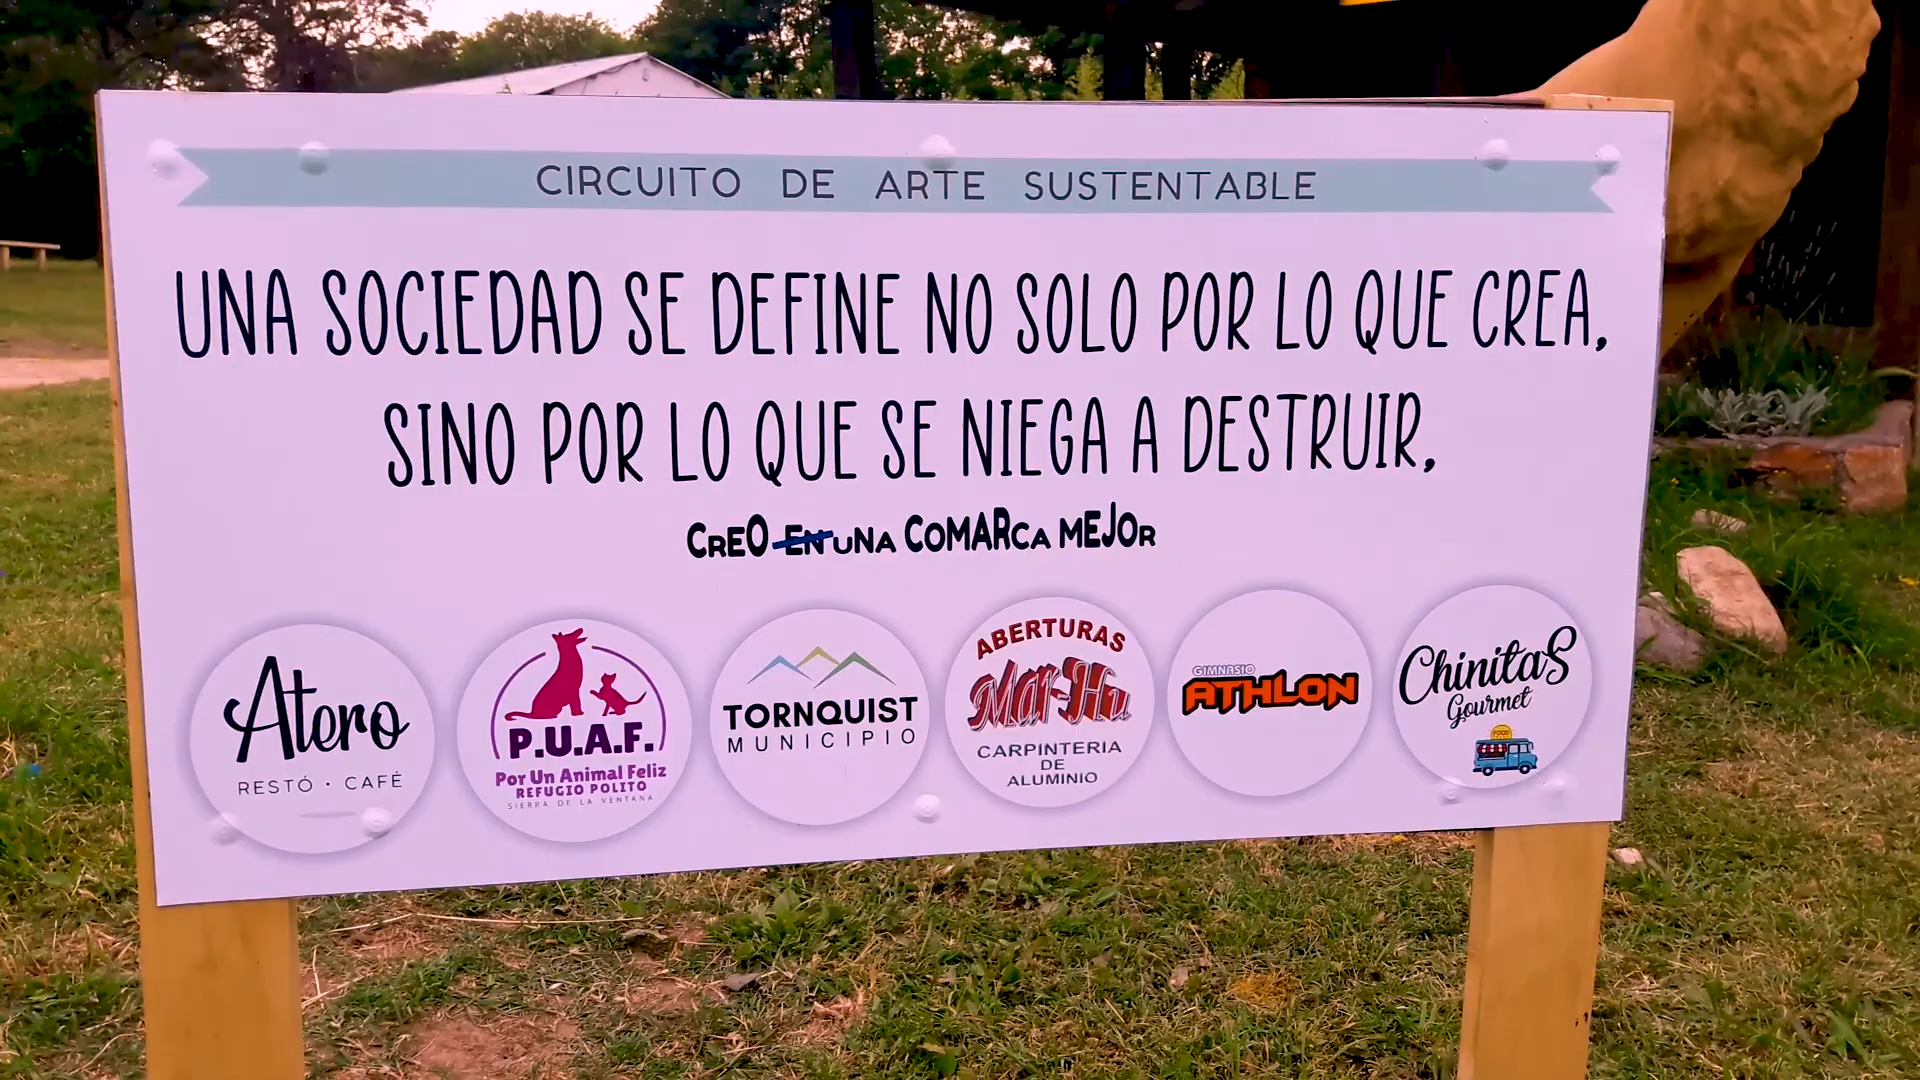 CIRCUITO DE ARTE SUSTENTABLE
UNA SOCIEDAD SE DEFINE NO SOLO POR LO QUE CREA,
SINO POR LO QUE SE NIEGA A DESTRUIR,
CREO EN UNA COMARCA MEJOR
Atero
RESTÓ · CAFÉ
P.U.A.F.
Por Un Animal Feliz
REFUGIO POLITO
SIERRA DE LA VENTANA
TORNQUIST
MUNICIPIO
ABERTURAS
Mar-Hu
CARPINTERIA
DE
ALUMINIO
GIMNASIO
ATHLON
ChinitaS
Gourmet
FOOD